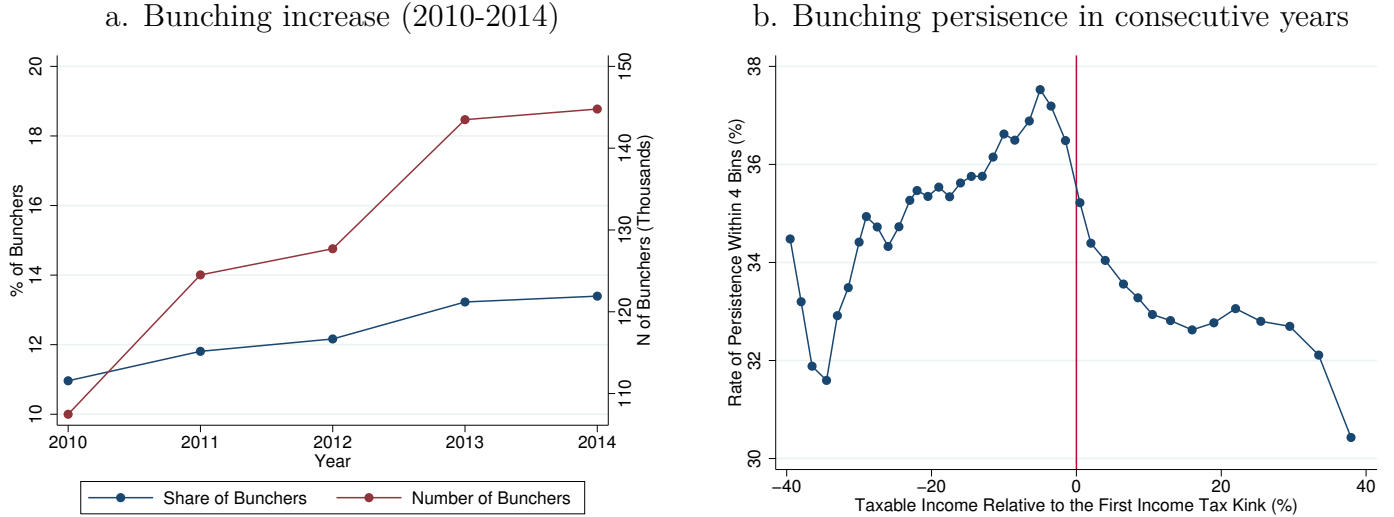 a. Bunching increase (2010-2014)
20
18
16
14
12
10
% of Bunchers
150
140
130
120
110
N of Bunchers (Thousands)
2010 2011 2012 2013 2014
Year
Share of Bunchers Number of Bunchers
b. Bunching persisence in consecutive years
38
36
34
32
30
Rate of Persistence Within 4 Bins (%)
−40 −20 0 20 40
Taxable Income Relative to the First Income Tax Kink (%)